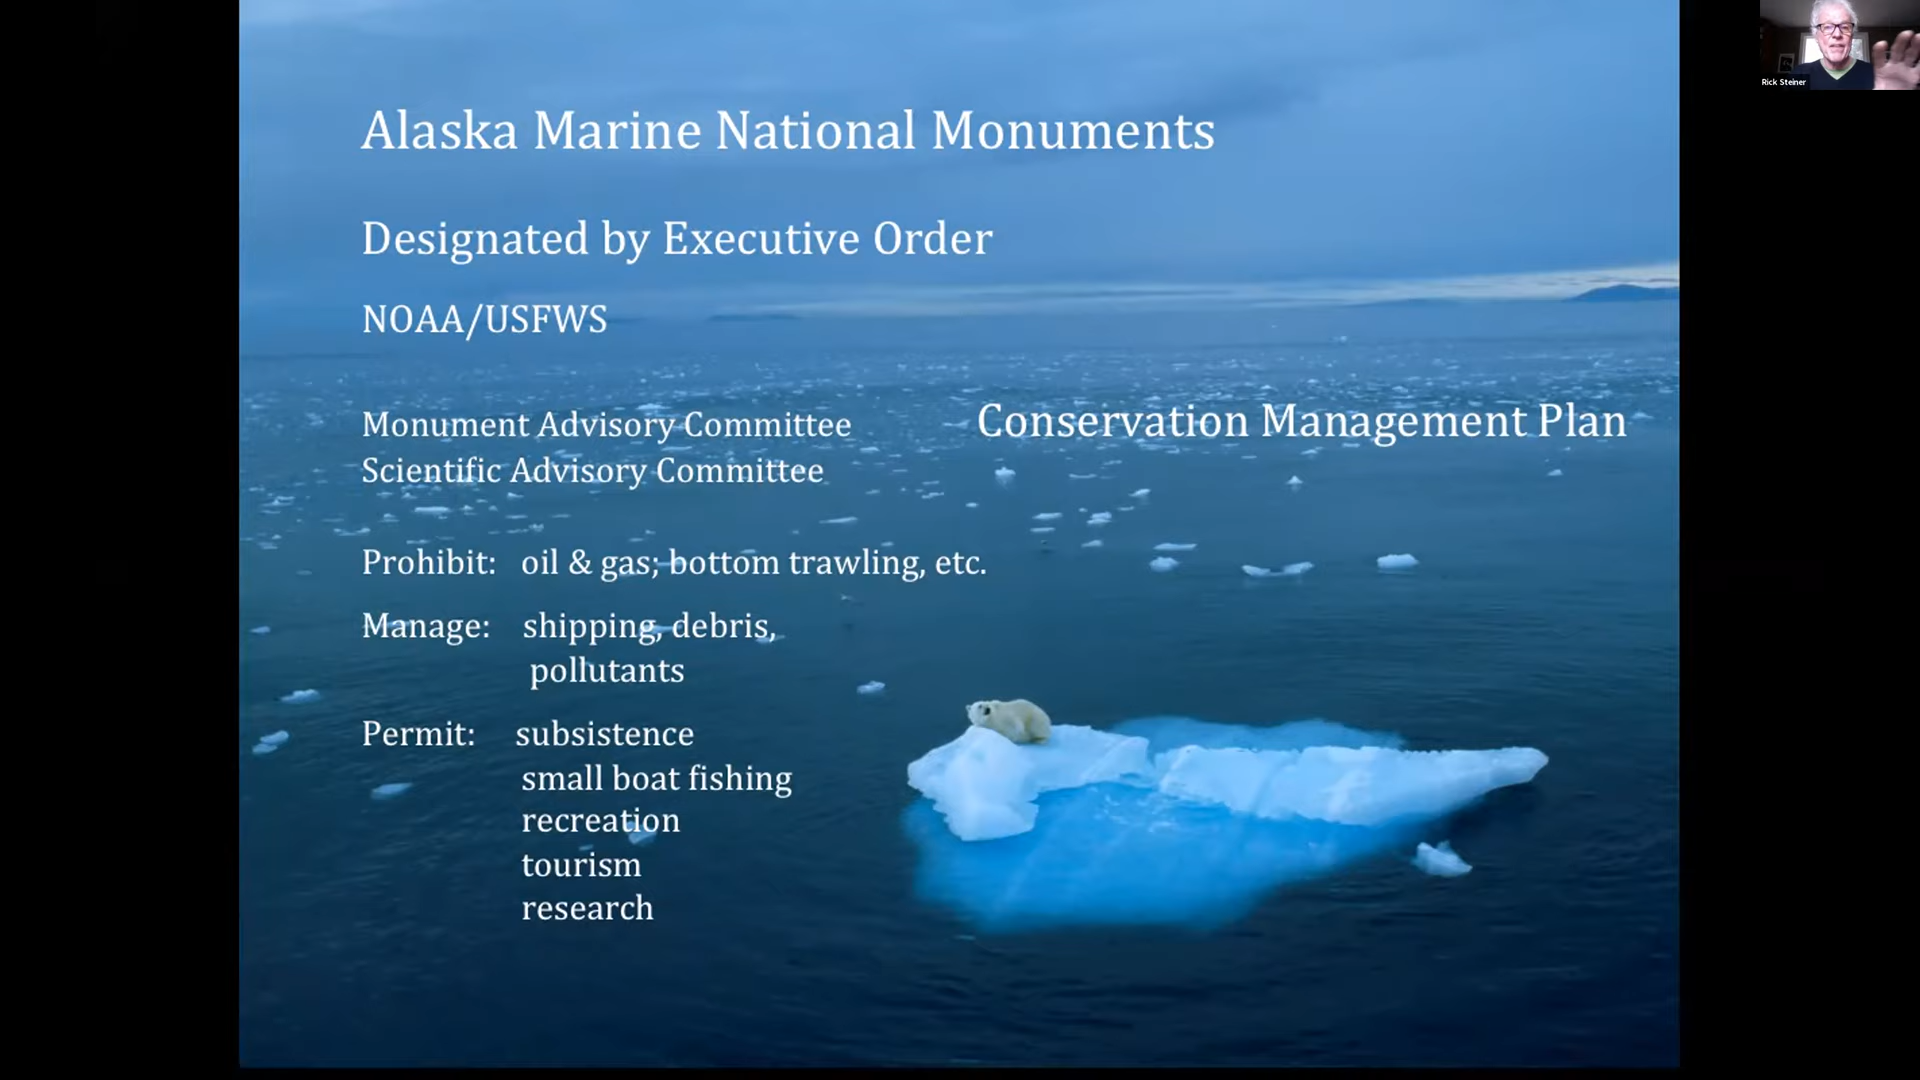 Alaska Marine National Monuments
Designated by Executive Order
NOAA/USFWS
Monument Advisory Committee
Scientific Advisory Committee
Conservation Management Plan
Prohibit: oil & gas; bottom trawling, etc.
Manage: shipping, debris,
pollutants
Permit: subsistence
small boat fishing
recreation
tourism
research
Rick Steiner